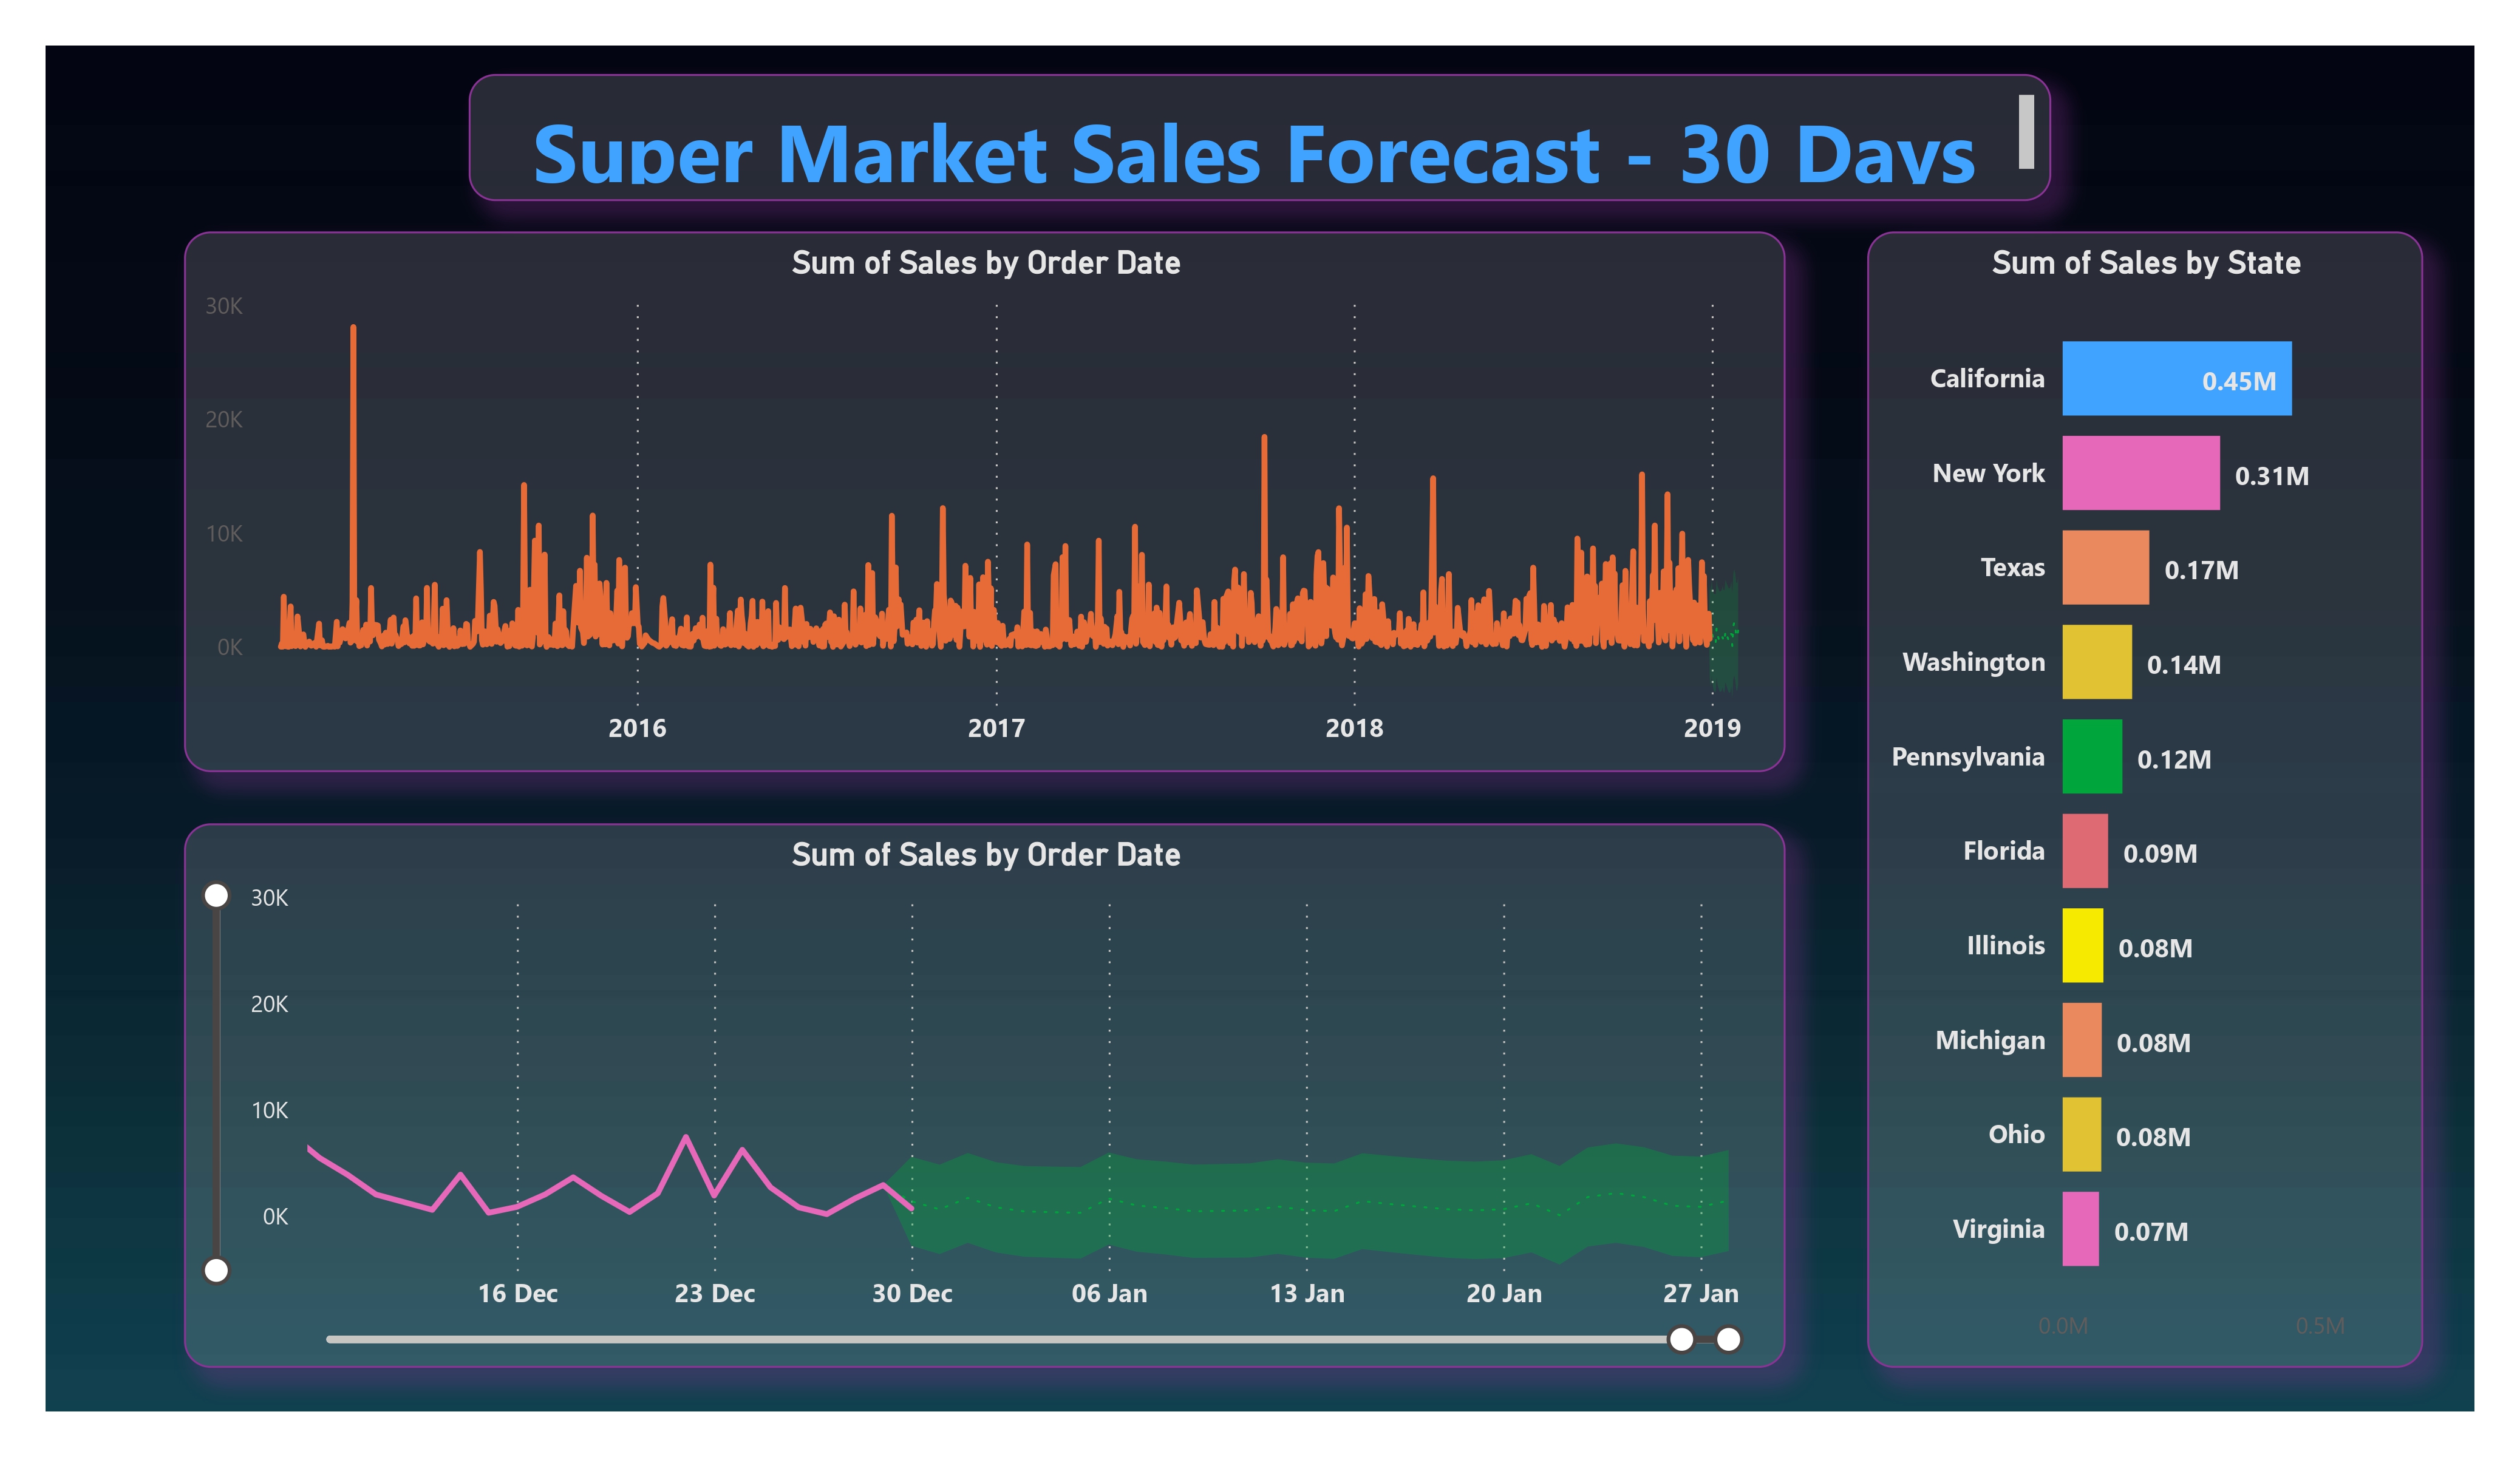 Super Market Sales Forecast - 30 Days
Sum of Sales by Order Date
30K
20K
10K
0K
2016
2017
2018
2019
Sum of Sales by Order Date
30K
20K
10K
0K
16 Dec
23 Dec
30 Dec
06 Jan
13 Jan
20 Jan
27 Jan
Sum of Sales by State
California 0.45M
New York 0.31M
Texas 0.17M
Washington 0.14M
Pennsylvania 0.12M
Florida 0.09M
Illinois 0.08M
Michigan 0.08M
Ohio 0.08M
Virginia 0.07M
0.0M 0.5M